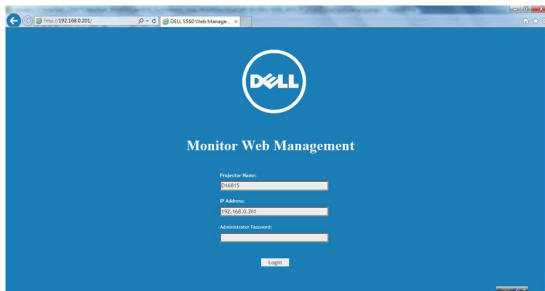 http://192.168.0.201/
DELL S560 Web Manage...
DELL
Monitor Web Management
Projector Name:
D16815
IP Address:
192.168.0.201
Administrator Password:
Login